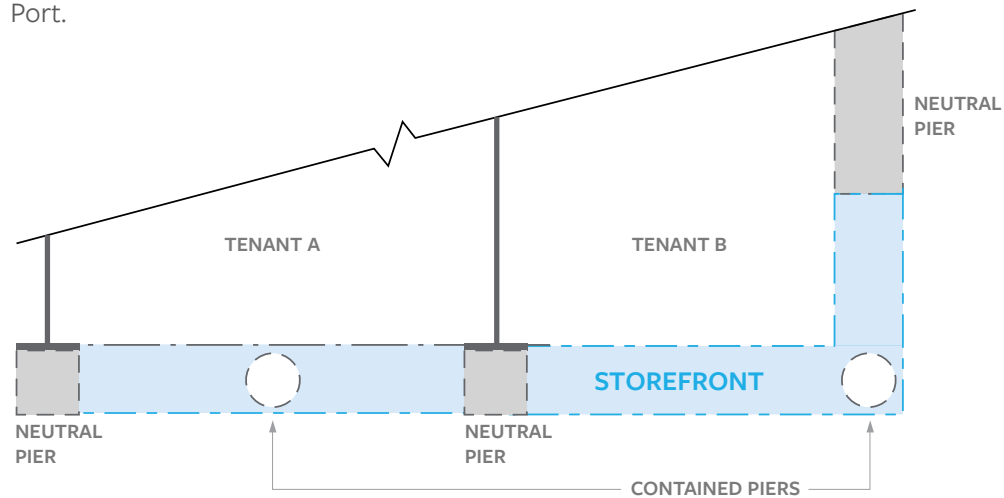 Port.
NEUTRAL
PIER
TENANT A
TENANT B
STOREFRONT
NEUTRAL
PIER
NEUTRAL
PIER
CONTAINED PIERS